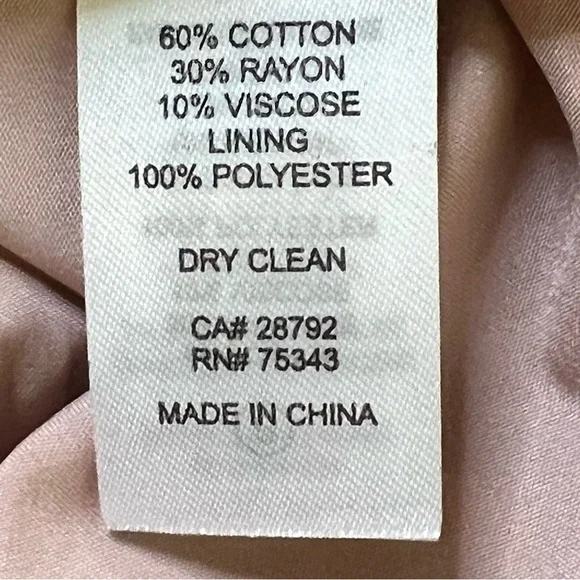 60% COTTON
30% RAYON
10% VISCOSE
LINING
100% POLYESTER
DRY CLEAN
CA# 28792
RN# 75343
MADE IN CHINA